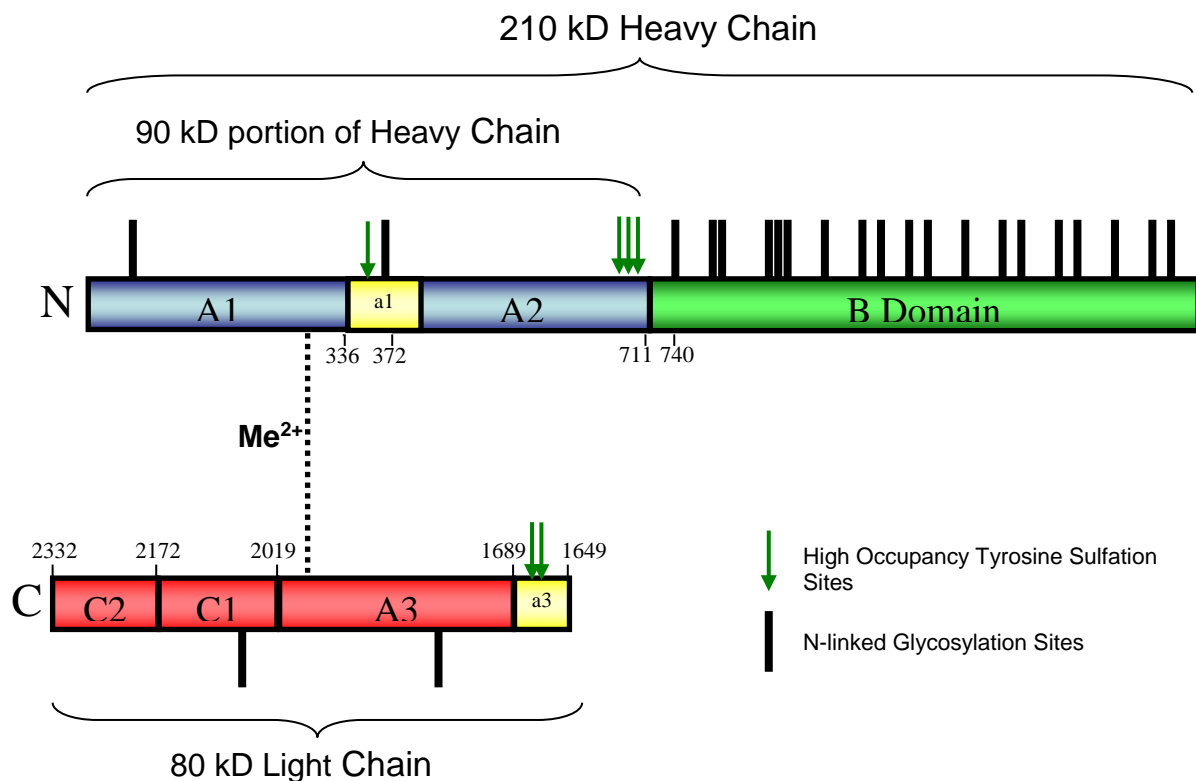 210 kD Heavy Chain
90 kD portion of Heavy Chain
N
A1
a1
A2
B Domain
336 372 711 740
Me²⁺
2332 2172 2019 1689 1649
C
C2
C1
A3
a3
High Occupancy Tyrosine Sulfation
Sites
N-linked Glycosylation Sites
80 kD Light Chain